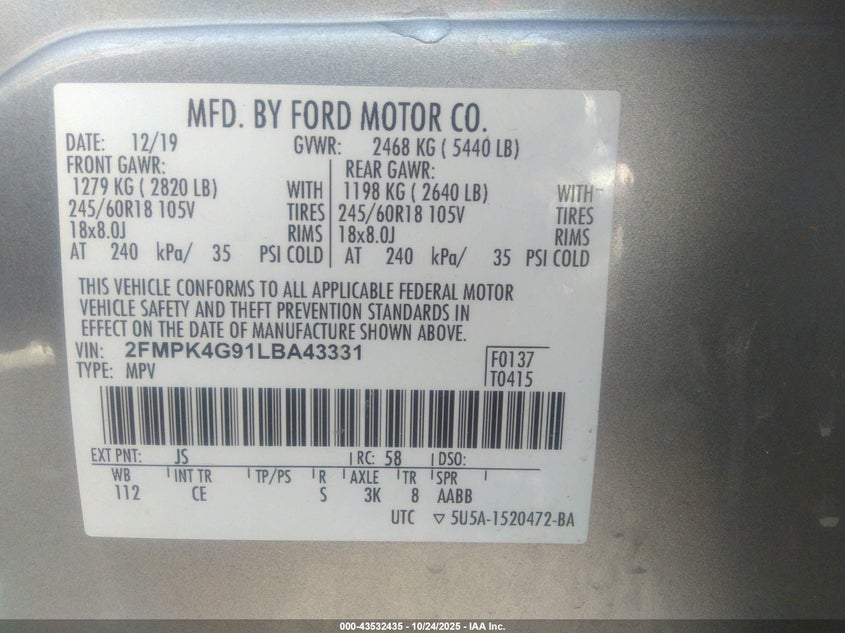 MFD. BY FORD MOTOR CO.
DATE: 12/19 GVWR: 2468 KG ( 5440 LB)
FRONT GAWR: REAR GAWR:
1279 KG ( 2820 LB) WITH 1198 KG ( 2640 LB) WITH
245/60R18 105V TIRES 245/60R18 105V TIRES
18x8.0J RIMS 18x8.0J RIMS
AT 240 kPa/ 35 PSI COLD AT 240 kPa/ 35 PSI COLD
THIS VEHICLE CONFORMS TO ALL APPLICABLE FEDERAL MOTOR
VEHICLE SAFETY AND THEFT PREVENTION STANDARDS IN
EFFECT ON THE DATE OF MANUFACTURE SHOWN ABOVE.
VIN: 2FMPK4G91LBA43331 F0137
TYPE: MPV T0415
EXT PNT: JS RC: 58 DSO:
WB INT TR TP/PS R AXLE TR SPR
112 CE S 3K 8 AABB
UTC ▽ 5U5A-1520472-BA
000-43532435 - 10/24/2025 - IAA Inc.